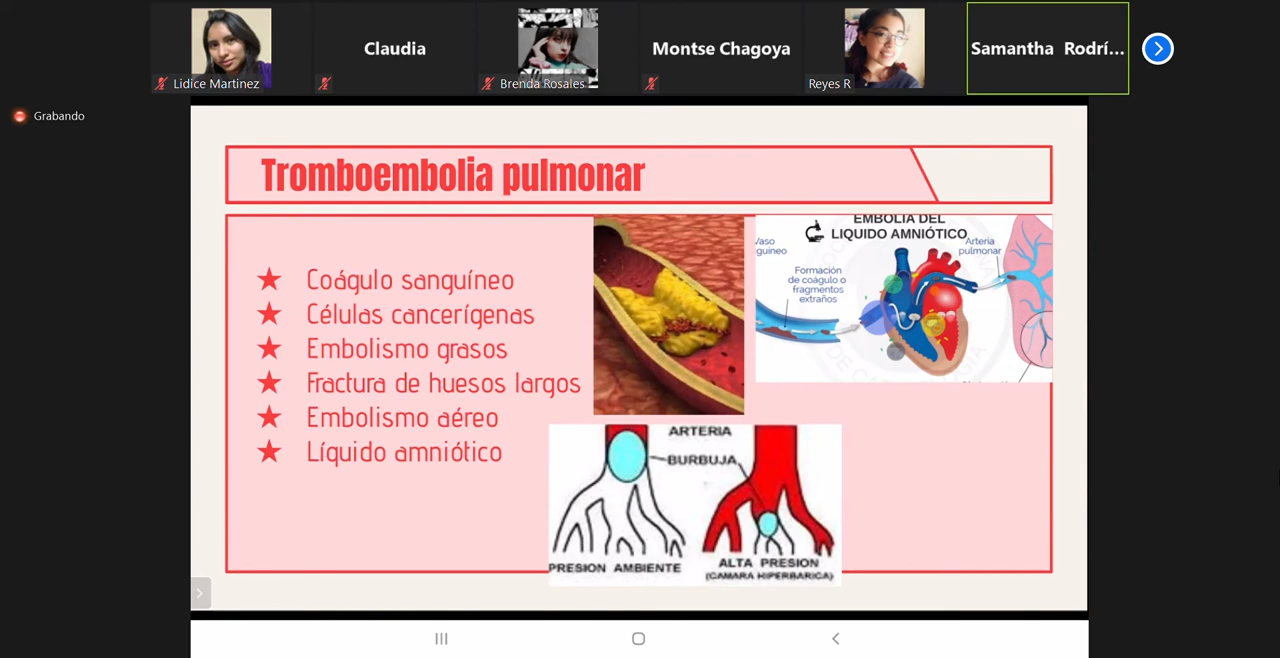 Claudia
Montse Chagoya
Samantha Rodrí...
Lidice Martinez
Brenda Rosales
Reyes R
Grabando
Tromboembolia pulmonar
★ Coágulo sanguíneo
★ Células cancerígenas
★ Embolismo grasos
★ Fractura de huesos largos
★ Embolismo aéreo
★ Líquido amniótico
EMBOLIA DEL
LIQUIDO AMNIÓTICO
Vaso
Arteria
pulmonar
Formación
de coágulo o
fragmentos
extraños
ARTERIA
BURBUJA
PRESION AMBIENTE
ALTA PRESION
(CAMARA HIPERBARICA)